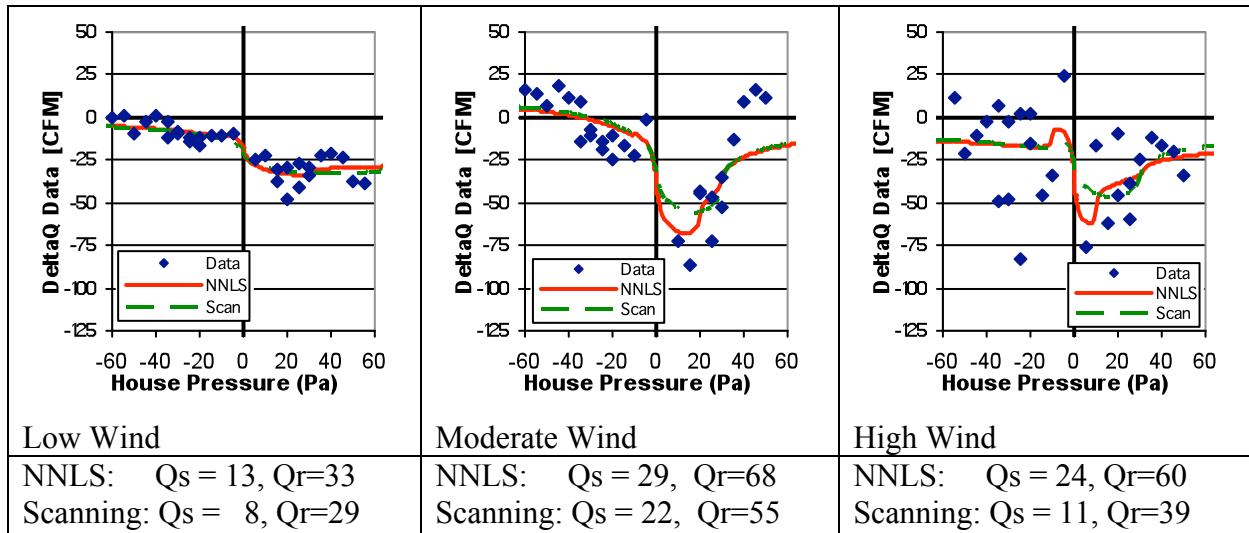 50
25
0
-25
-50
-75
-100
-125
DeltaQ Data [CFM]
Data
NNLS
Scan
-60 -40 -20 0 20 40 60
House Pressure (Pa)
Low Wind
50
25
0
-25
-50
-75
-100
-125
DeltaQ Data [CFM]
Data
NNLS
Scan
-60 -40 -20 0 20 40 60
House Pressure (Pa)
Moderate Wind
50
25
0
-25
-50
-75
-100
-125
DeltaQ Data [CFM]
Data
NNLS
Scan
-60 -40 -20 0 20 40 60
House Pressure (Pa)
High Wind
NNLS: Qs = 13, Qr=33
Scanning: Qs = 8, Qr=29
NNLS: Qs = 29, Qr=68
Scanning: Qs = 22, Qr=55
NNLS: Qs = 24, Qr=60
Scanning: Qs = 11, Qr=39